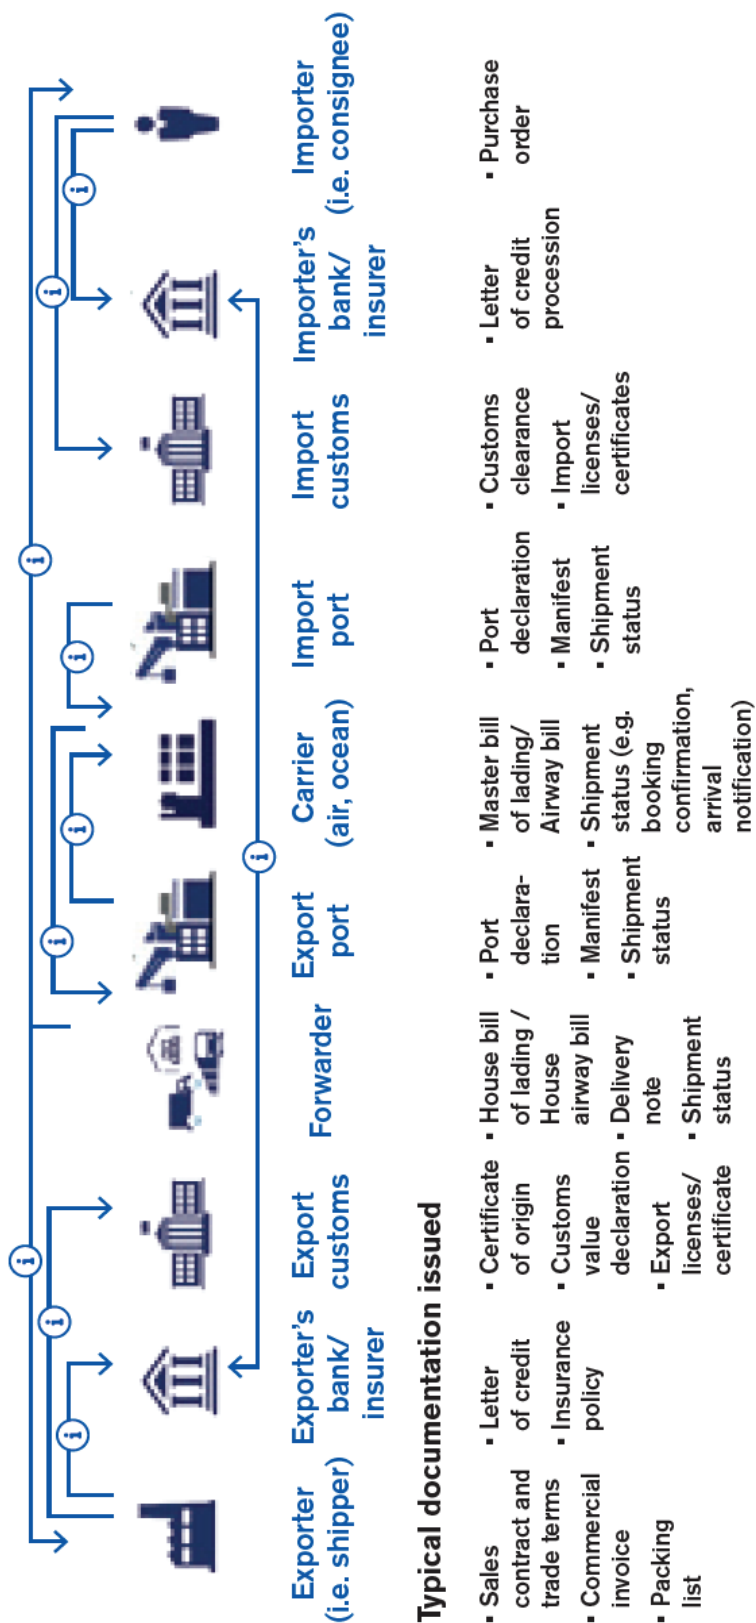 Exporter
(i.e. shipper)
Exporter's
bank/
insurer
Export
customs
Forwarder
Export
port
Carrier
(air, ocean)
Import
port
Import
customs
Importer's
bank/
insurer
Importer
(i.e. consignee)
Typical documentation issued
▪ Sales
contract and
trade terms
▪ Commercial
invoice
▪ Packing
list
▪ Letter
of credit
▪ Insurance
policy
▪ Certificate
of origin
▪ Customs
value
declaration
▪ Export
licenses/
certificate
▪ House bill
of lading /
House
airway bill
▪ Delivery
note
▪ Shipment
status
▪ Port
declara-
tion
▪ Manifest
▪ Shipment
status
▪ Master bill
of lading/
Airway bill
▪ Shipment
status (e.g.
booking
confirmation,
arrival
notification)
▪ Port
declaration
▪ Manifest
▪ Shipment
status
▪ Customs
clearance
▪ Import
licenses/
certificates
▪ Letter
of credit
procession
▪ Purchase
order
i
i
i
i
i
i
i
i
i
i